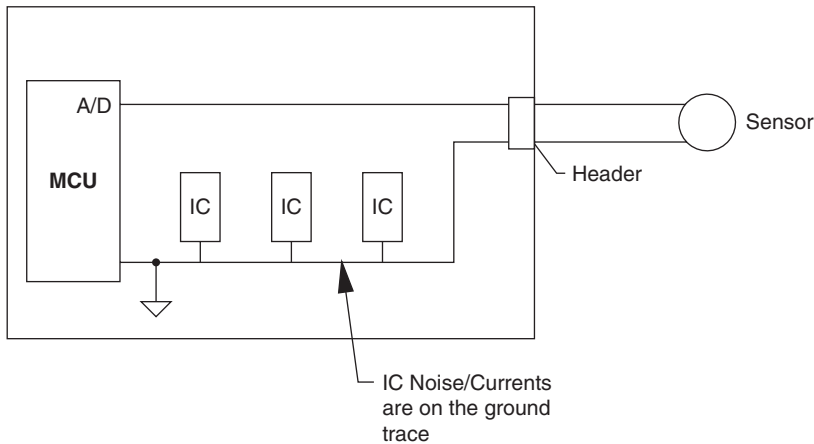 A/D
Sensor
MCU
Header
IC
IC
IC
IC Noise/Currents
are on the ground
trace